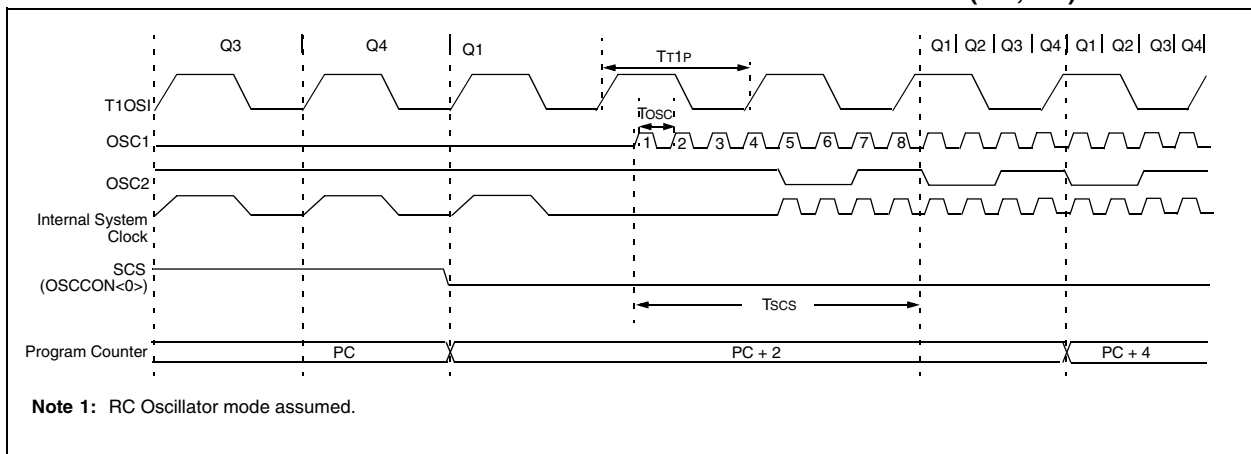 Q3 Q4 Q1 Q1 Q2 Q3 Q4 Q1 Q2 Q3 Q4
TT1P
T1OSI
TOSC
OSC1 1 2 3 4 5 6 7 8
OSC2
Internal System
Clock
SCS
(OSCCON<0>)
TSCS
Program Counter PC PC + 2 PC + 4
Note 1: RC Oscillator mode assumed.